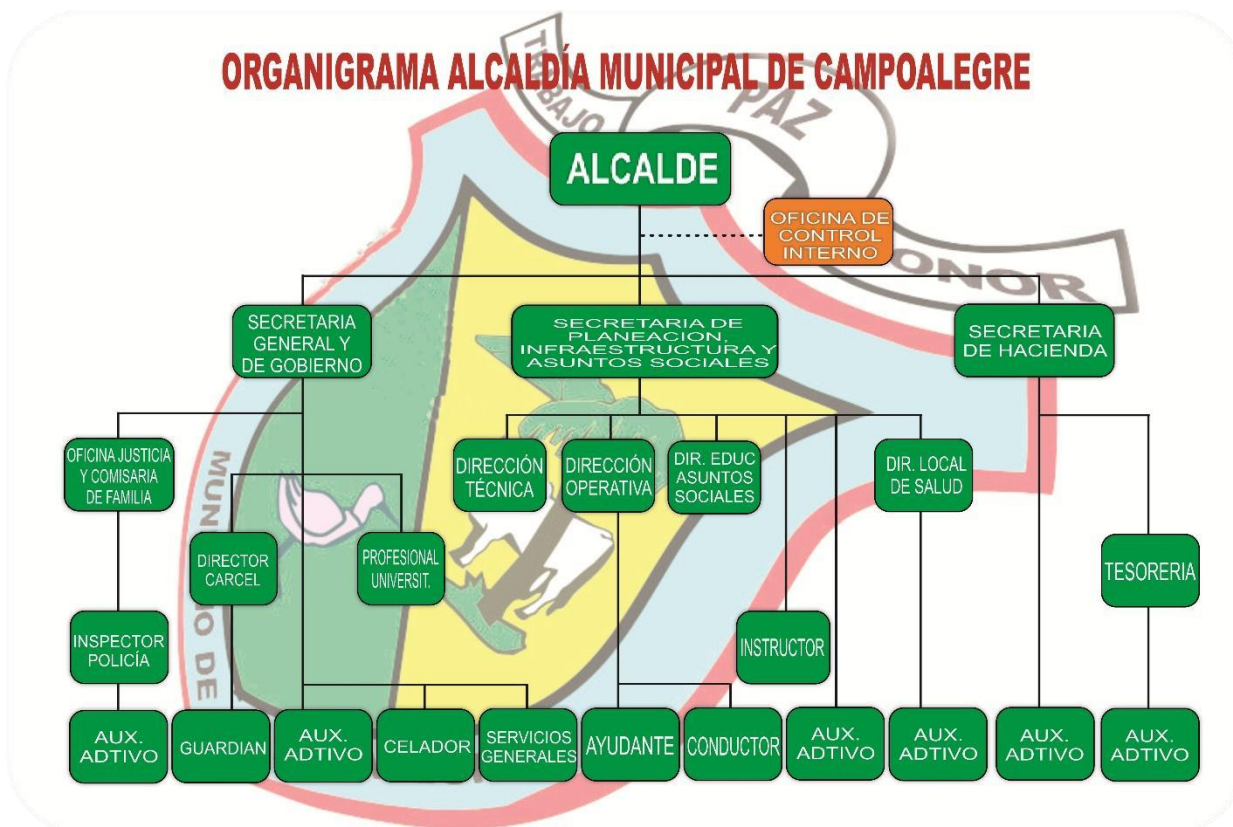 ORGANIGRAMA ALCALDÍA MUNICIPAL DE CAMPOALEGRE
TRABAJO
PAZ
ONOR
ALCALDE
OFICINA DE
CONTROL
INTERNO
SECRETARIA
GENERAL Y
DE GOBIERNO
SECRETARIA DE
PLANEACION,
INFRAESTRUCTURA Y
ASUNTOS SOCIALES
SECRETARIA
DE HACIENDA
OFICINA JUSTICIA
Y COMISARIA
DE FAMILIA
DIRECCIÓN
TÉCNICA
DIRECCIÓN
OPERATIVA
DIR. EDUC
ASUNTOS
SOCIALES
DIR. LOCAL
DE SALUD
MUN
O DE
DIRECTOR
CARCEL
PROFESIONAL
UNIVERSIT.
TESORERIA
INSPECTOR
POLICÍA
INSTRUCTOR
AUX.
ADTIVO
GUARDIAN
AUX.
ADTIVO
CELADOR
SERVICIOS
GENERALES
AYUDANTE
CONDUCTOR
AUX.
ADTIVO
AUX.
ADTIVO
AUX.
ADTIVO
AUX.
ADTIVO